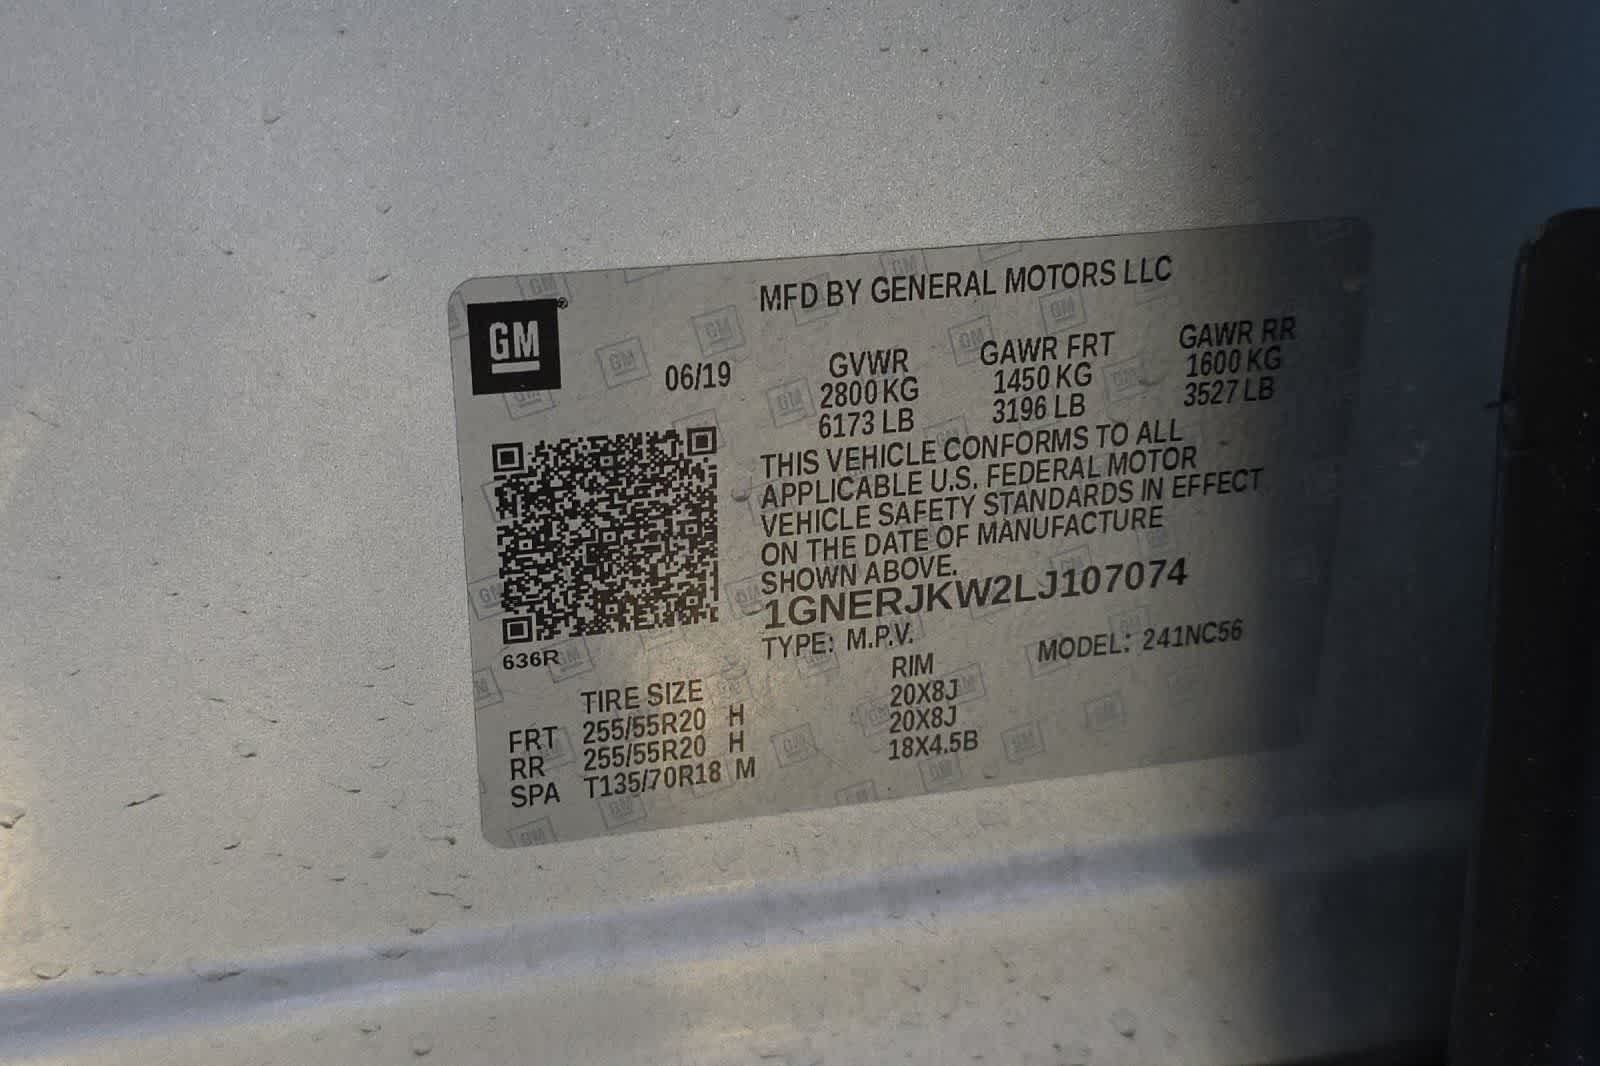 GM®
MFD BY GENERAL MOTORS LLC
06/19
GVWR GAWR FRT GAWR RR
2800 KG 1450 KG 1600 KG
6173 LB 3196 LB 3527 LB
THIS VEHICLE CONFORMS TO ALL
APPLICABLE U.S. FEDERAL MOTOR
VEHICLE SAFETY STANDARDS IN EFFECT
ON THE DATE OF MANUFACTURE
SHOWN ABOVE.
1GNERJKW2LJ107074
TYPE: M.P.V. MODEL: 241NC56
636R
TIRE SIZE RIM
FRT 255/55R20 H 20X8J
RR 255/55R20 H 20X8J
SPA T135/70R18 M 18X4.5B